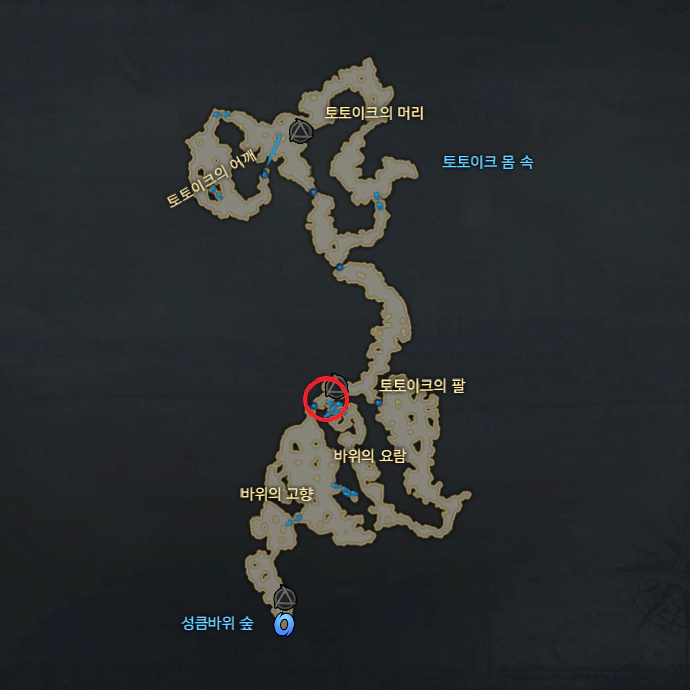 토토이크의 머리
토토이크 몸 속
토토이크의 어깨
토토이크의 팔
바위의 요람
바위의 고향
성큼바위 숲